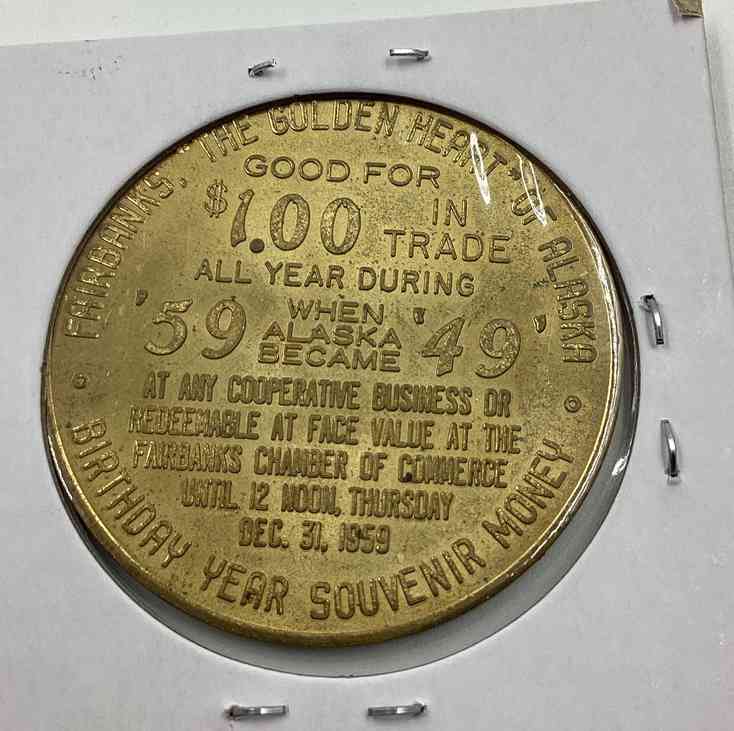 FAIRBANKS, "THE GOLDEN HEART" OF ALASKA
GOOD FOR
$1.00 IN TRADE
ALL YEAR DURING
'59 WHEN ALASKA BECAME '49'
AT ANY COOPERATIVE BUSINESS OR
REDEEMABLE AT FACE VALUE AT THE
FAIRBANKS CHAMBER OF COMMERCE
UNTIL 12 NOON, THURSDAY
DEC. 31, 1959
BIRTHDAY YEAR SOUVENIR MONEY